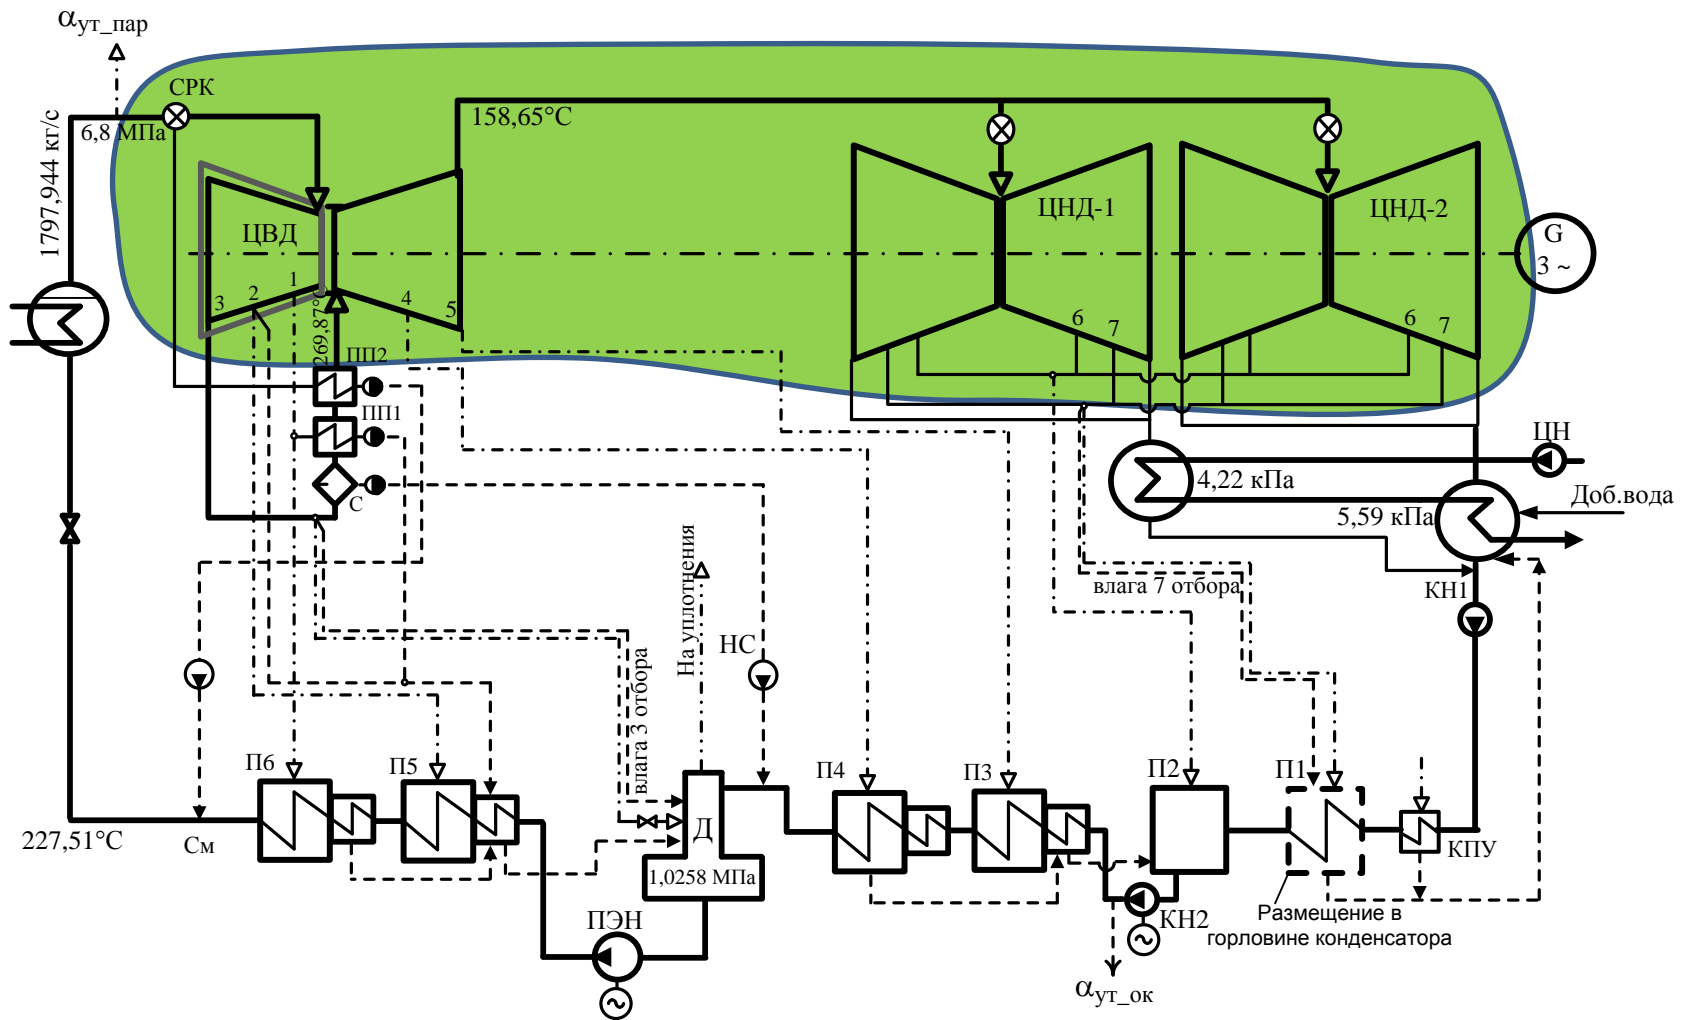 αут_пар
СРК
6,8 МПа
1797,944 кг/с
158,65°С
ЦВД
ЦНД-1
ЦНД-2
G
3 ~
3
2
1
4
5
6
7
6
7
269,87°С
ПП2
ПП1
С
ЦН
4,22 кПа
Доб.вода
5,59 кПа
влага 7 отбора
КН1
На уплотнения
НС
влага 3 отбора
П6
П5
П4
П3
П2
П1
227,51°С
См
Д
КПУ
1,0258 МПа
ПЭН
КН2
Размещение в
горловине конденсатора
αут_ок